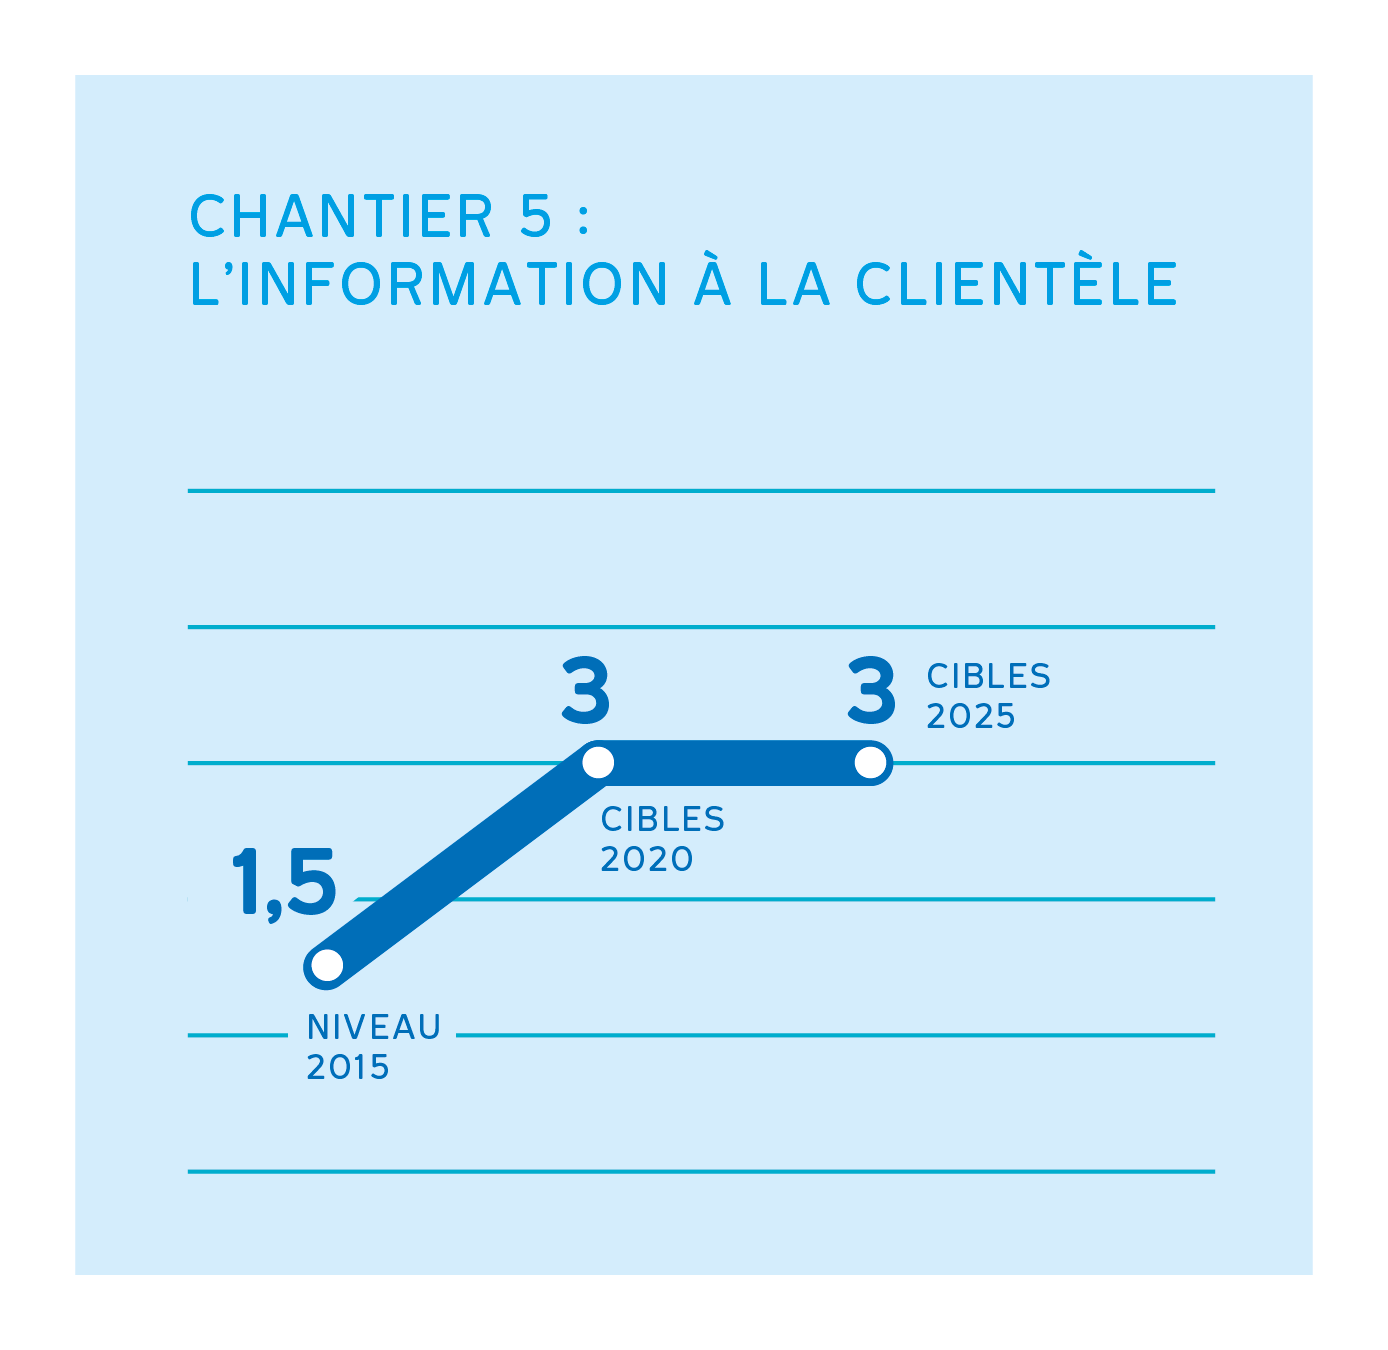 CHANTIER 5 :
L’INFORMATION À LA CLIENTÈLE
3
3
CIBLES
2025
CIBLES
2020
1,5
NIVEAU
2015